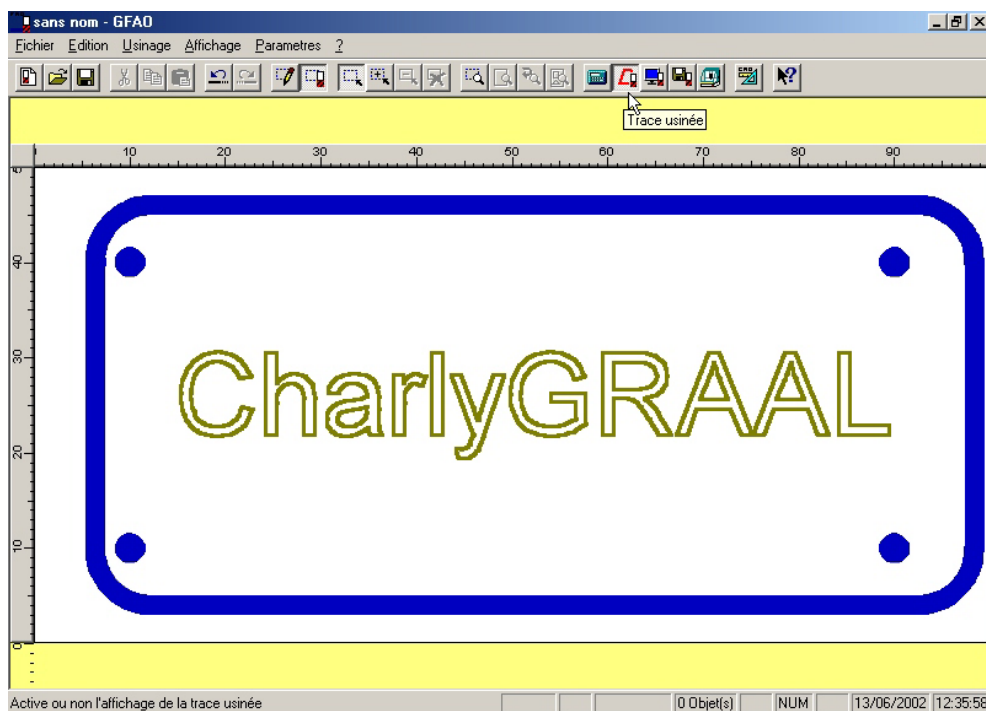 sans nom - GFAO
Fichier Edition Usinage Affichage Parametres ?
Trace usinée
10 20 30 40 50 60 70 80 90
40
30
20
10
0
CharlyGRAAL
Active ou non l'affichage de la trace usinée 0 Objet(s) NUM 13/06/2002 12:35:58